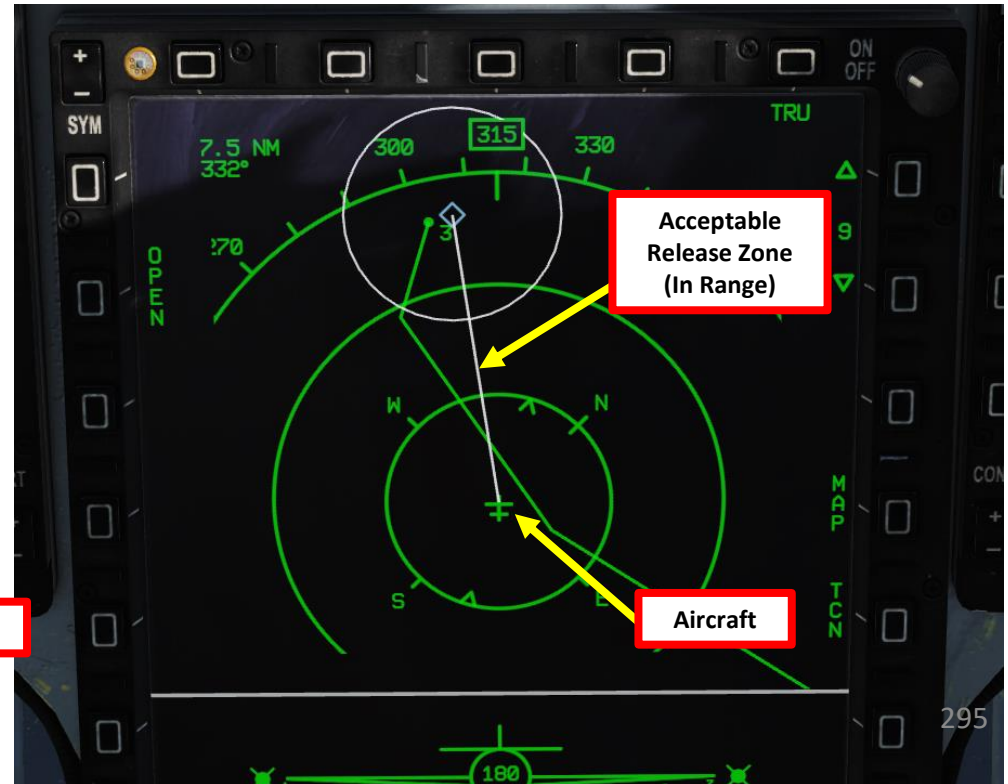 +
−
SYM
ON
OFF
TRU
7.5 NM
332°
300
315
330
:70
OPEN
3
9
Acceptable
Release Zone
(In Range)
W
N
S
E
MAP
TCN
CON
+
−
Aircraft
295
180